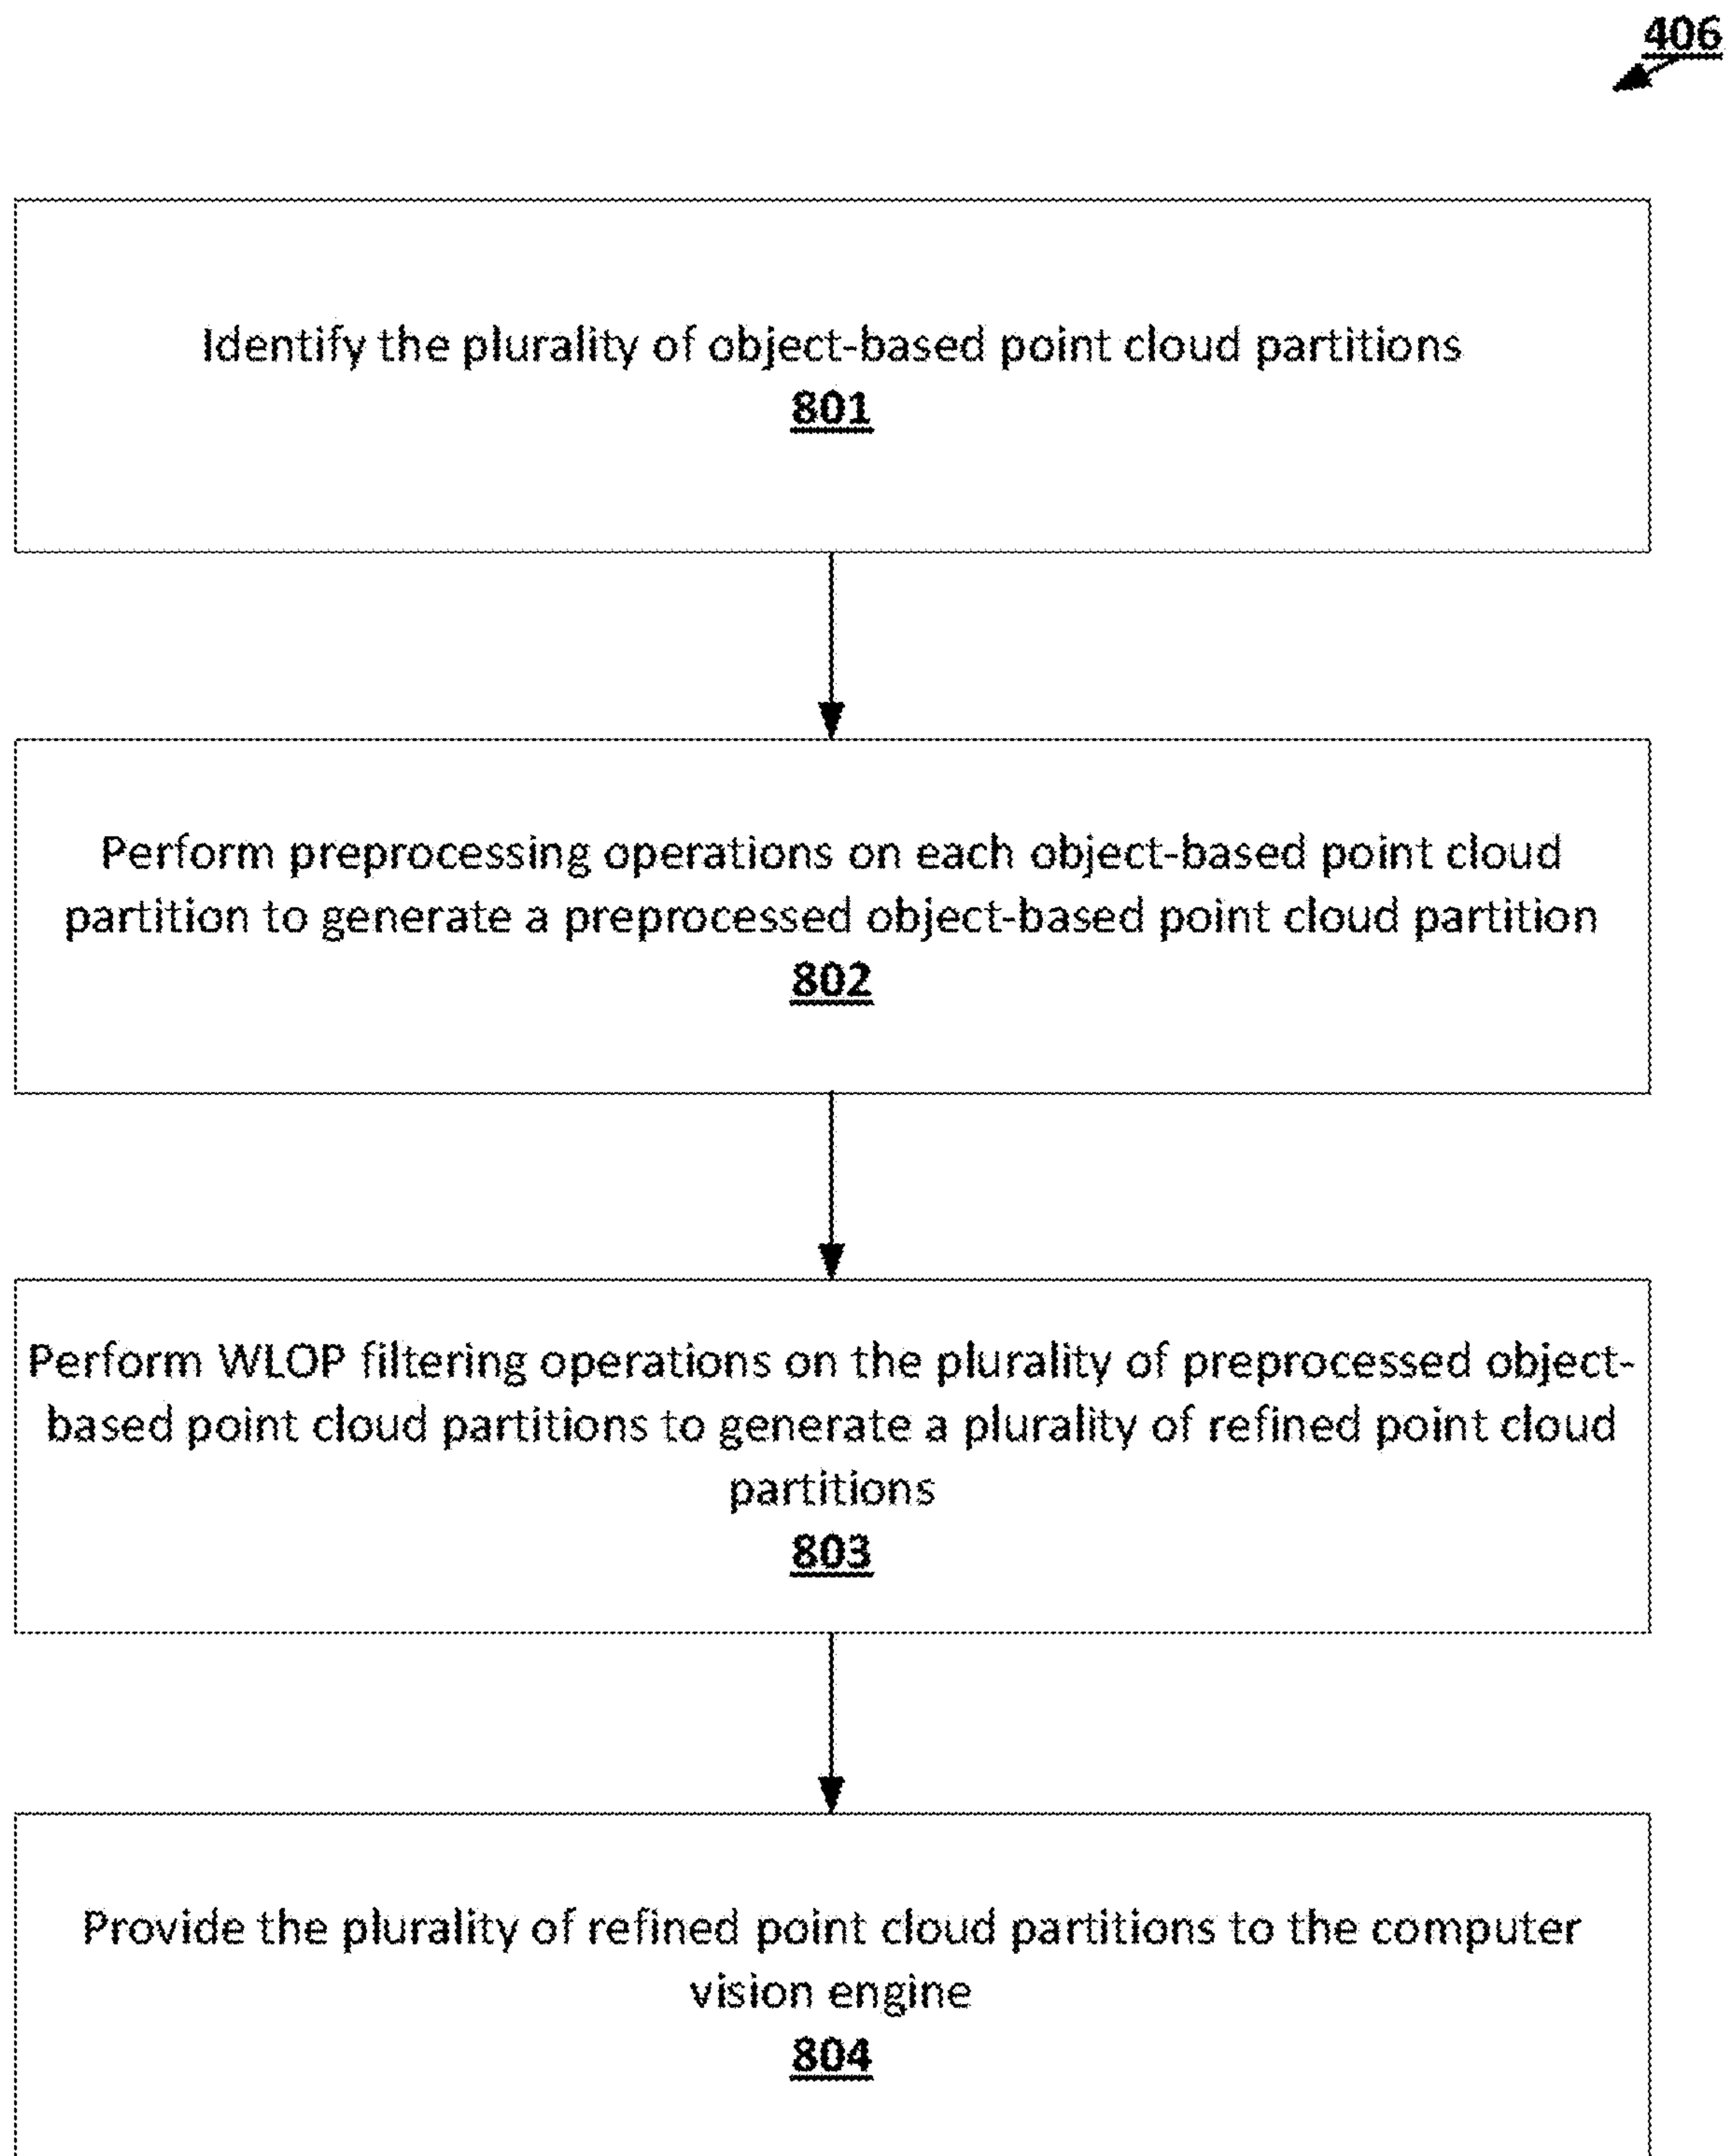 406
Identify the plurality of object-based point cloud partitions
801
Perform preprocessing operations on each object-based point cloud
partition to generate a preprocessed object-based point cloud partition
802
Perform WLOP filtering operations on the plurality of preprocessed object-
based point cloud partitions to generate a plurality of refined point cloud
partitions
803
Provide the plurality of refined point cloud partitions to the computer
vision engine
804